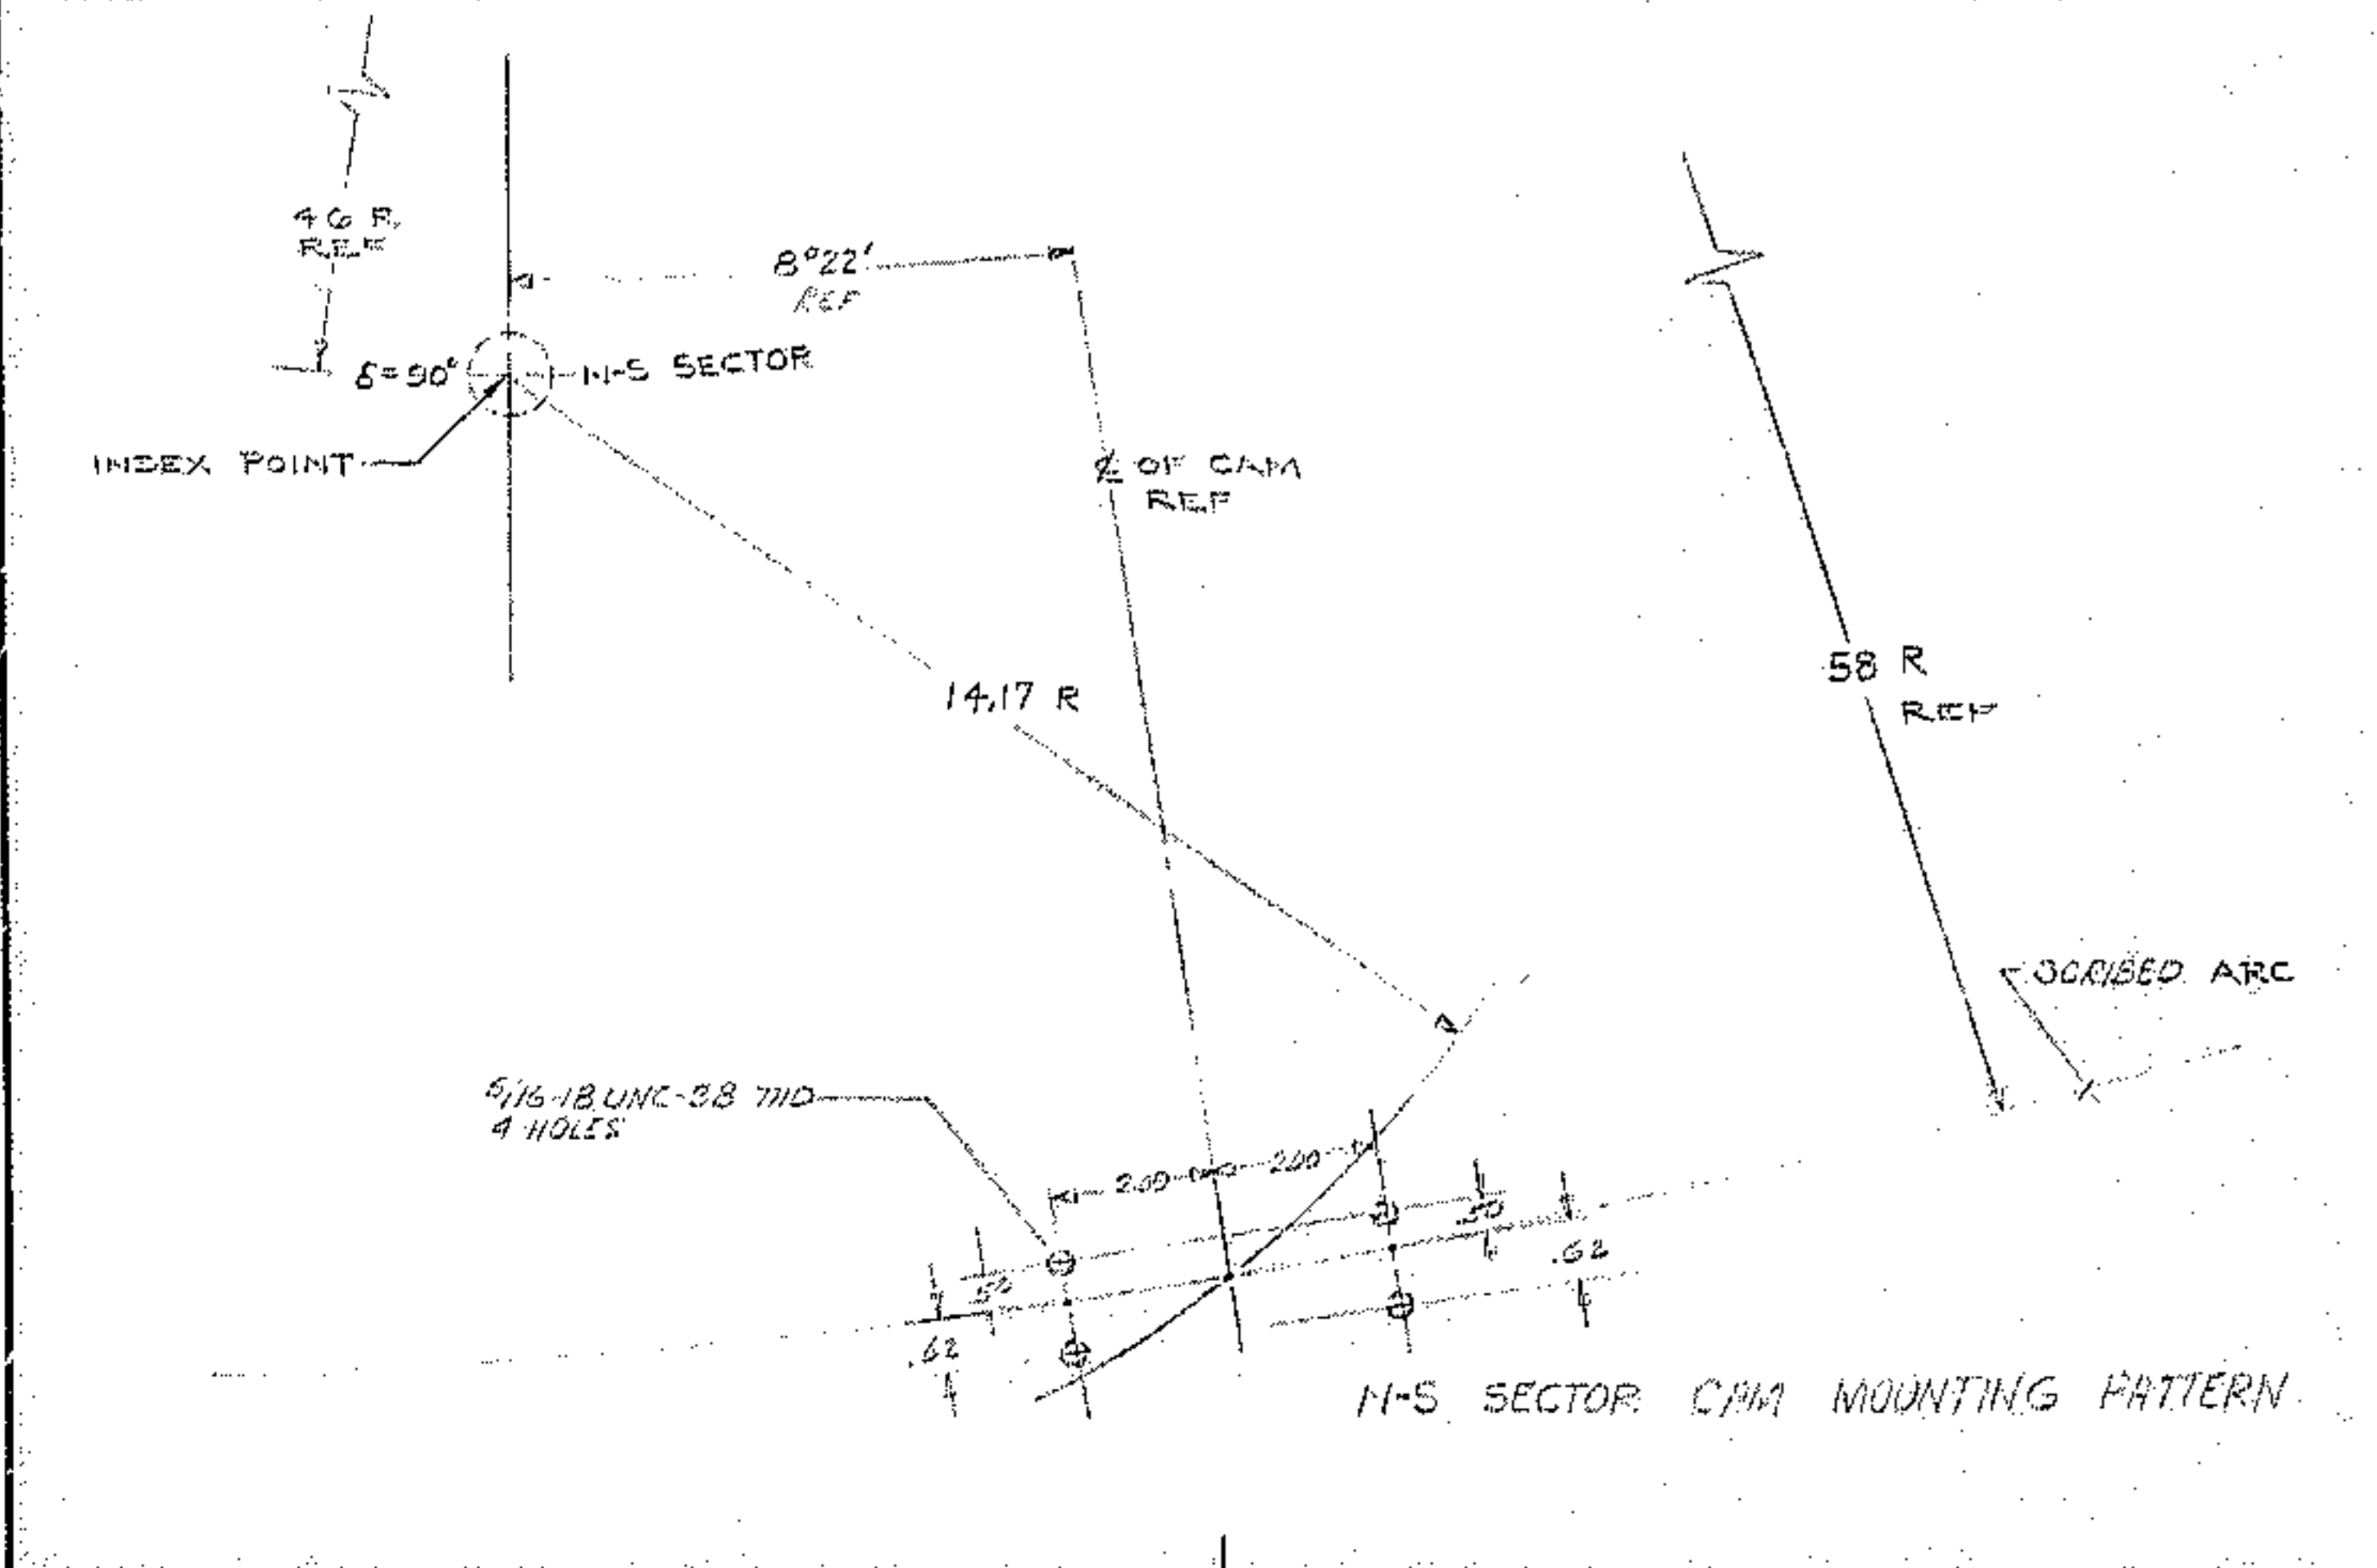 46 R.
REF
8°22'
REF
δ=90°
N-S SECTOR
INDEX POINT
℄ OF CAM
REF
14.17 R
58 R
REF
SCRIBED ARC
5/16-18 UNC-2B THD
4 HOLES
2.00
2.00
.50
.62
.50
.62
N-S SECTOR CAM MOUNTING PATTERN